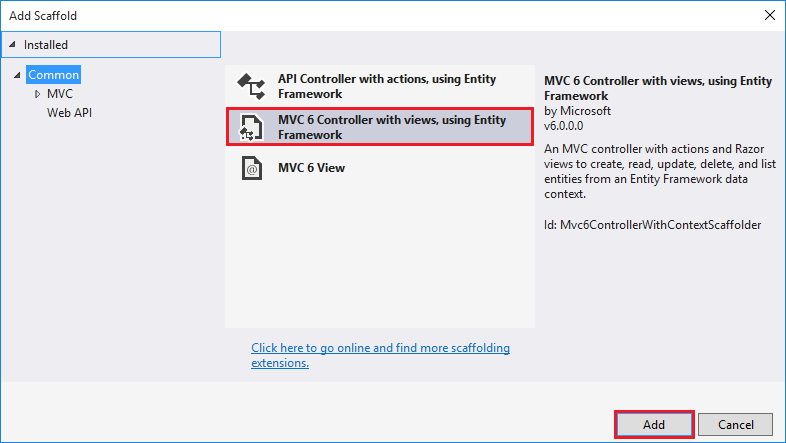 Add Scaffold
Installed
Common
MVC
Web API
API Controller with actions, using Entity
Framework
MVC 6 Controller with views, using Entity
Framework
MVC 6 View
Click here to go online and find more scaffolding
extensions.
MVC 6 Controller with views, using Entity
Framework
by Microsoft
v6.0.0.0
An MVC controller with actions and Razor
views to create, read, update, delete, and list
entities from an Entity Framework data
context.
Id: Mvc6ControllerWithContextScaffolder
Add
Cancel